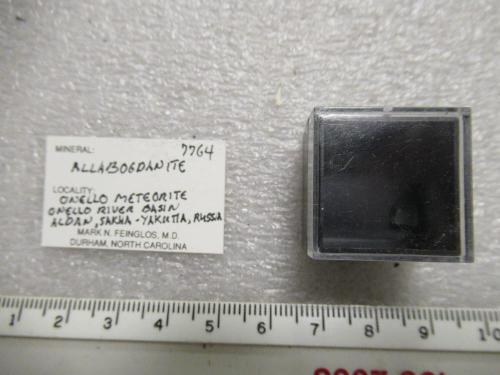 MINERAL: 7764
ALLABOGDANITE
LOCALITY:
ONELLO METEORITE
ONELLO RIVER BASIN
ALDAN, SAKHA-YAKUTIA, RUSSIA
MARK N. FEINGLOS, M.D.
DURHAM, NORTH CAROLINA
1 2 3 4 5 6 7 8 9 10